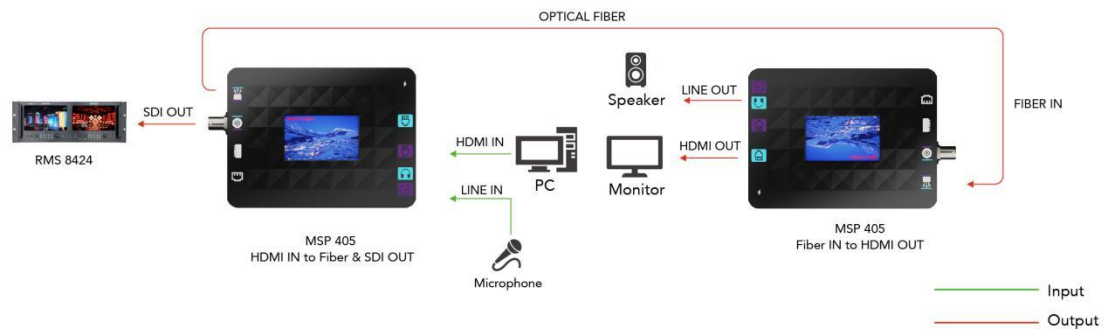 OPTICAL FIBER
SDI OUT
RMS 8424
HDMI IN
PC
LINE IN
Microphone
MSP 405
HDMI IN to Fiber & SDI OUT
Speaker
LINE OUT
HDMI OUT
Monitor
FIBER IN
MSP 405
Fiber IN to HDMI OUT
Input
Output